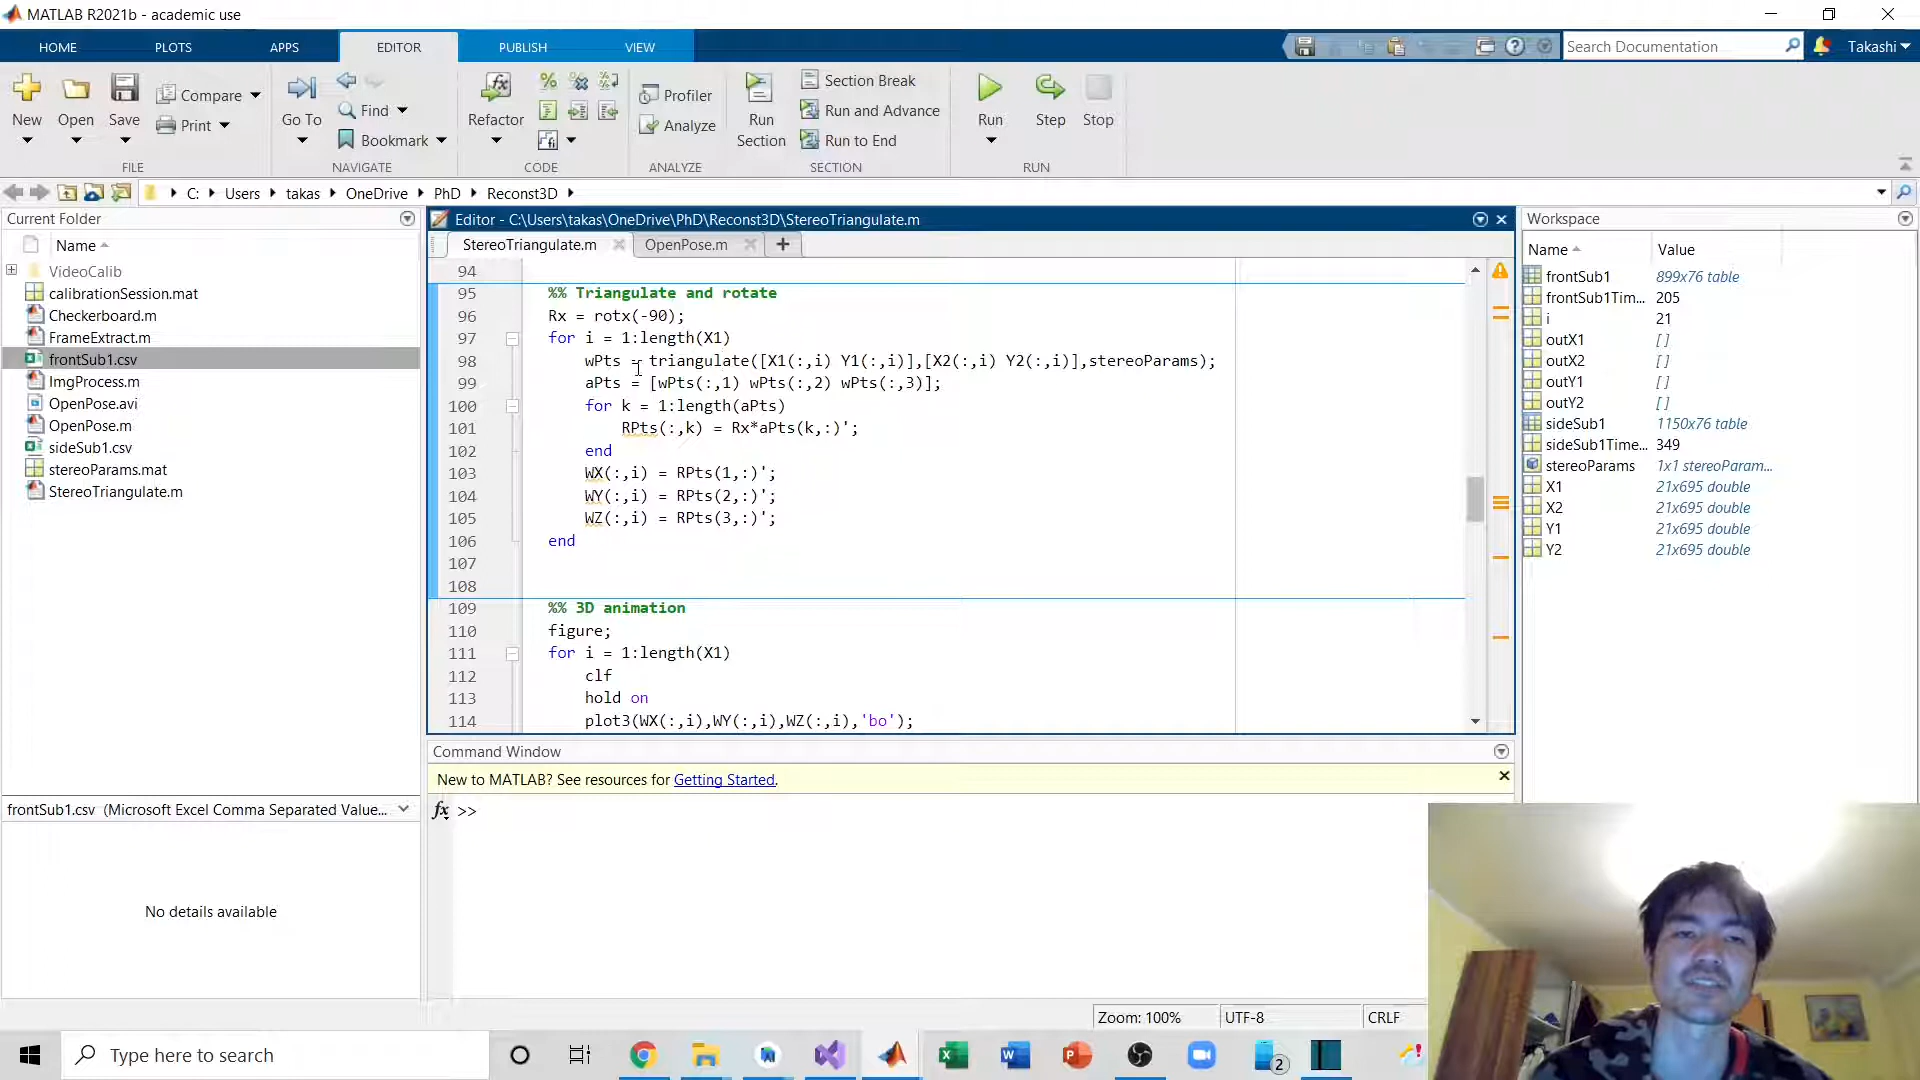 MATLAB R2021b - academic use
HOME PLOTS APPS EDITOR PUBLISH VIEW
Search Documentation
Takashi
New
Open
Save
Compare
Print
FILE
Go To
Find
Bookmark
NAVIGATE
Refactor
CODE
Profiler
Analyze
ANALYZE
Run Section
Section Break
Run and Advance
Run to End
SECTION
Run
Step
Stop
RUN
C: Users takas OneDrive PhD Reconst3D
Current Folder
Name
VideoCalib
calibrationSession.mat
Checkerboard.m
FrameExtract.m
frontSub1.csv
ImgProcess.m
OpenPose.avi
OpenPose.m
sideSub1.csv
stereoParams.mat
StereoTriangulate.m
frontSub1.csv (Microsoft Excel Comma Separated Value...
No details available
Editor - C:\Users\takas\OneDrive\PhD\Reconst3D\StereoTriangulate.m
StereoTriangulate.m OpenPose.m
94
95 %% Triangulate and rotate
96 Rx = rotx(-90);
97 for i = 1:length(X1)
98 wPts = triangulate([X1(:,i) Y1(:,i)],[X2(:,i) Y2(:,i)],stereoParams);
99 aPts = [wPts(:,1) wPts(:,2) wPts(:,3)];
100 for k = 1:length(aPts)
101 RPts(:,k) = Rx*aPts(k,:)';
102 end
103 WX(:,i) = RPts(1,:)';
104 WY(:,i) = RPts(2,:)';
105 WZ(:,i) = RPts(3,:)';
106 end
107
108
109 %% 3D animation
110 figure;
111 for i = 1:length(X1)
112 clf
113 hold on
114 plot3(WX(:,i),WY(:,i),WZ(:,i),'bo');
Command Window
New to MATLAB? See resources for Getting Started.
fx >>
Workspace
Name Value
frontSub1 899x76 table
frontSub1Tim... 205
i 21
outX1 []
outX2 []
outY1 []
outY2 []
sideSub1 1150x76 table
sideSub1Time... 349
stereoParams 1x1 stereoParam...
X1 21x695 double
X2 21x695 double
Y1 21x695 double
Y2 21x695 double
Zoom: 100% UTF-8 CRLF
Type here to search
2